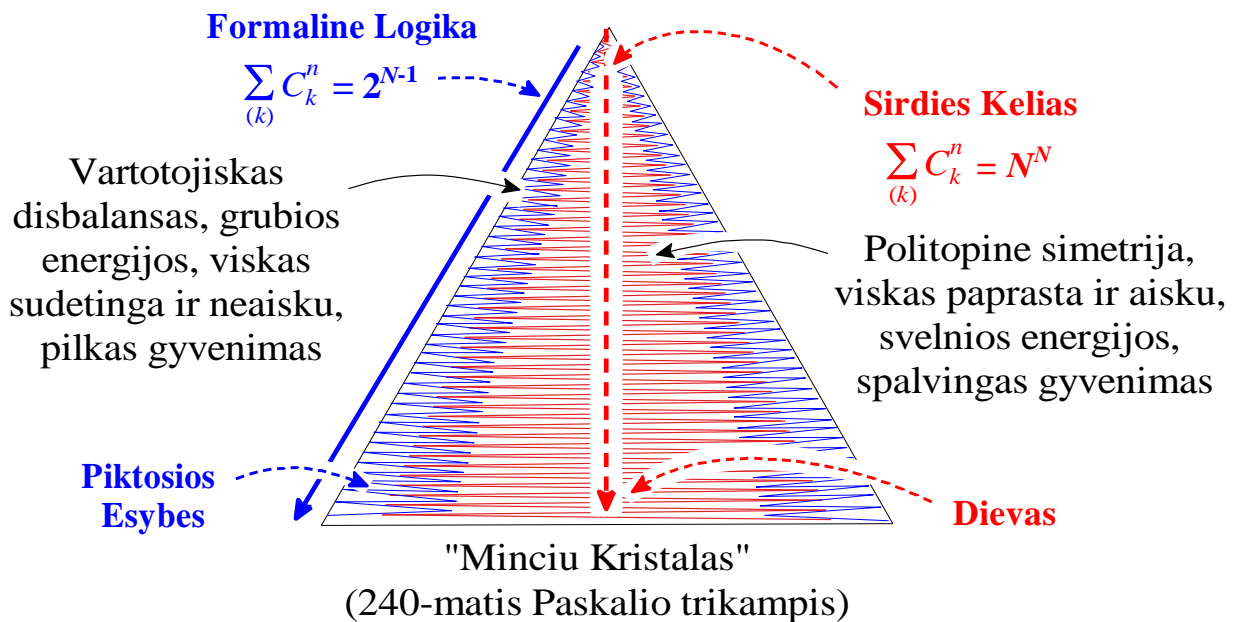 Formaline Logika
∑ C_k^n = 2^{N-1}
(k)
Sirdies Kelias
∑ C_k^n = N^N
(k)
Vartotojiskas
disbalansas, grubios
energijos, viskas
sudetinga ir neaisku,
pilkas gyvenimas
Politopine simetrija,
viskas paprasta ir aisku,
svelnios energijos,
spalvingas gyvenimas
Piktosios
Esybes
Dievas
"Minciu Kristalas"
(240-matis Paskalio trikampis)